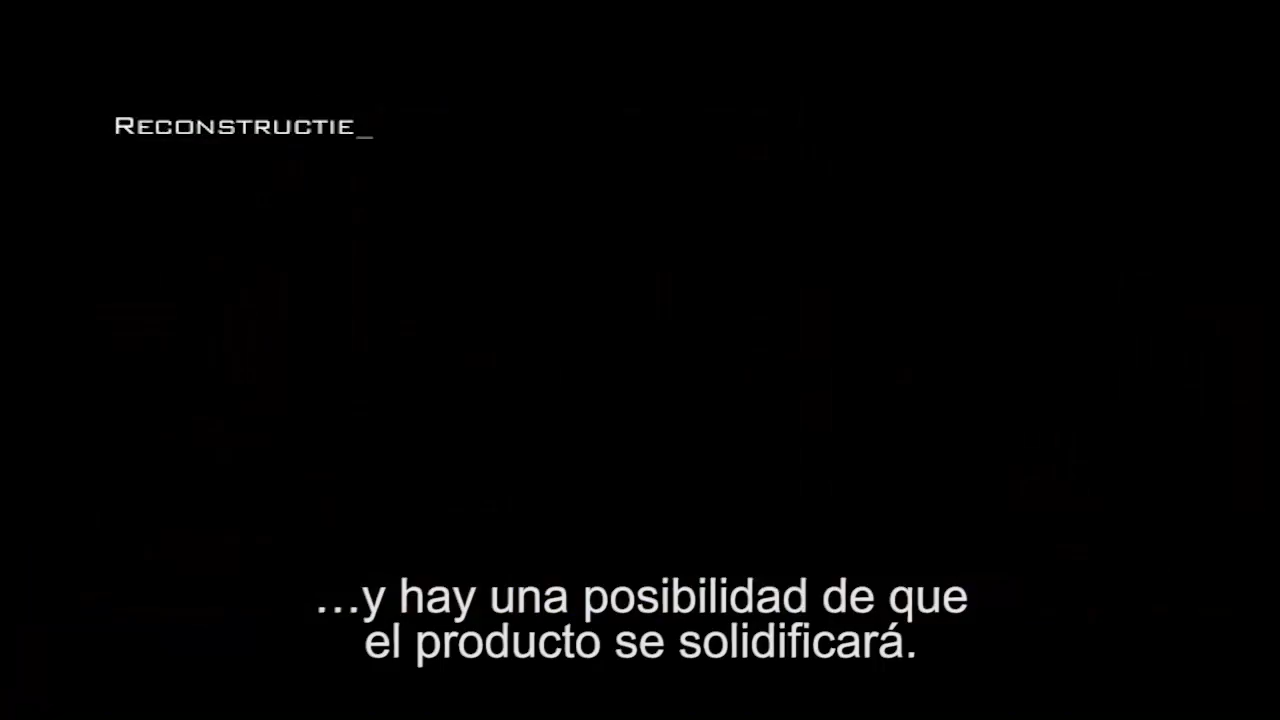 RECONSTRUCTIE_
…y hay una posibilidad de que
el producto se solidificará.